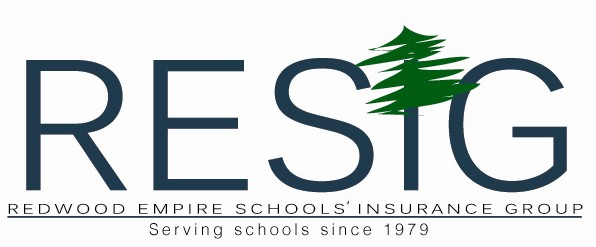 RESIG
REDWOOD EMPIRE SCHOOLS' INSURANCE GROUP
Serving schools since 1979